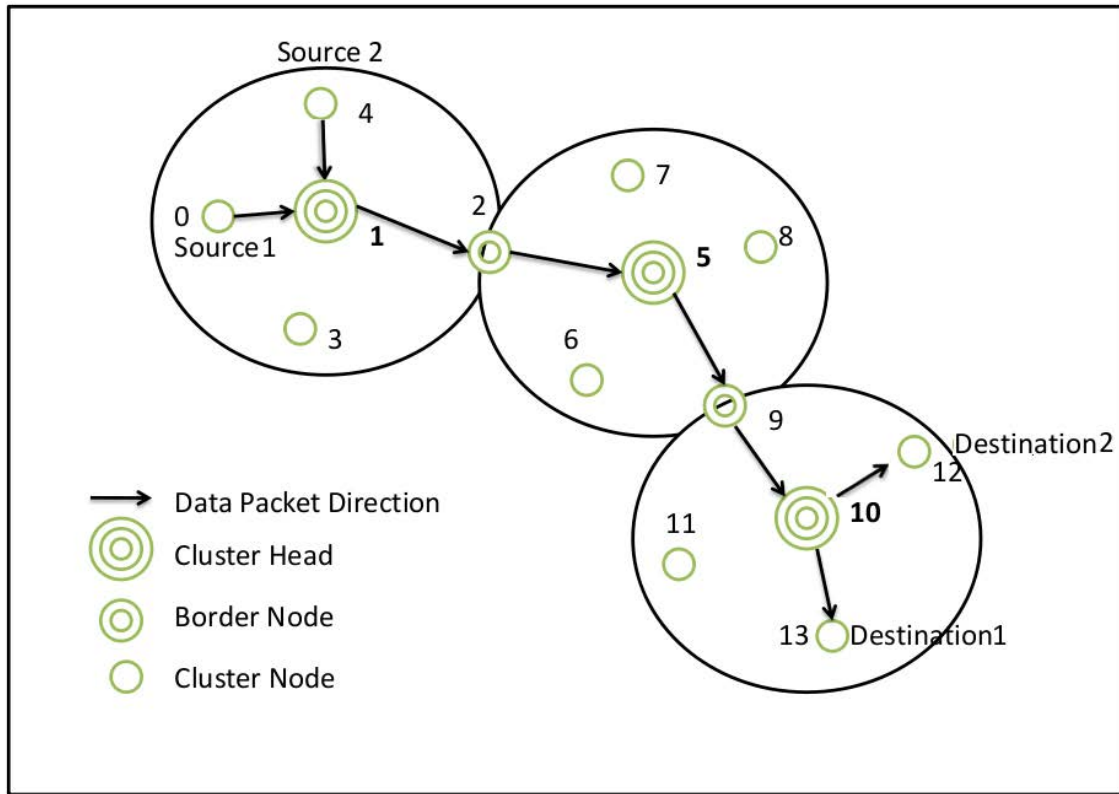 Source 2
4
0
Source1
1
2
3
7
8
5
6
9
Destination2
12
10
11
13
Destination1
Data Packet Direction
Cluster Head
Border Node
Cluster Node